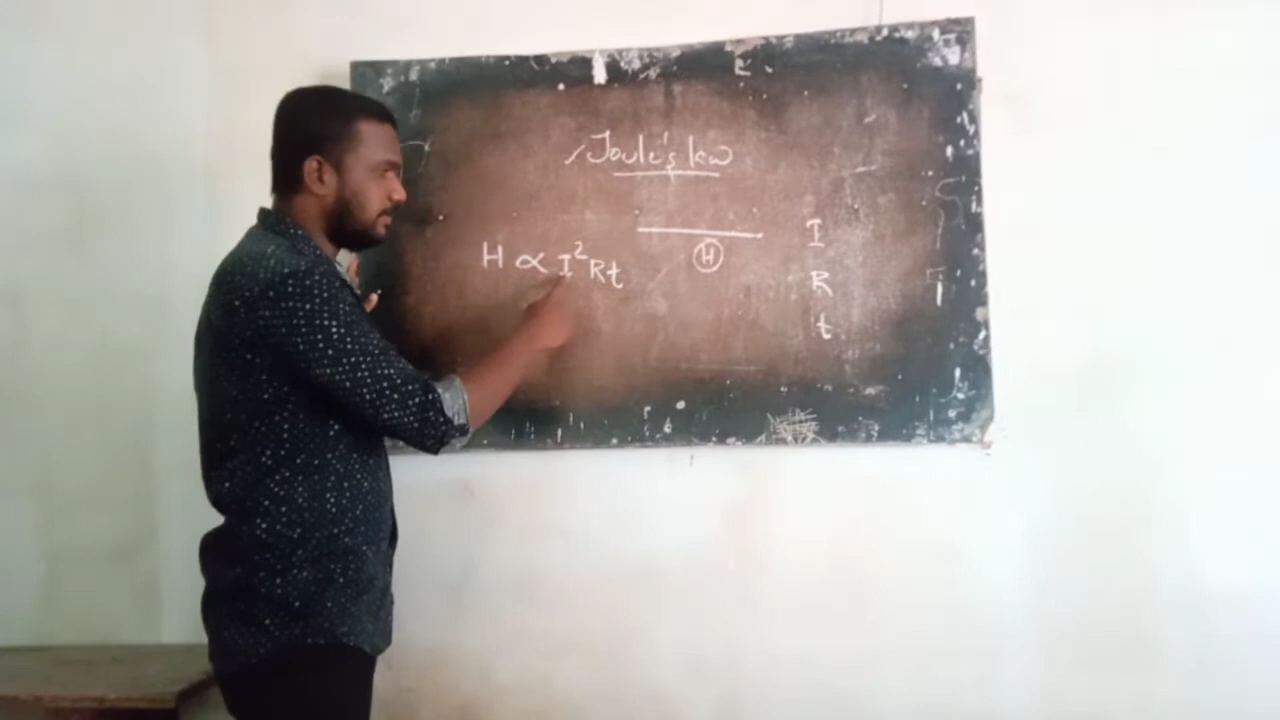 Joule's law
H ∝ I²Rt
H
I
R
t